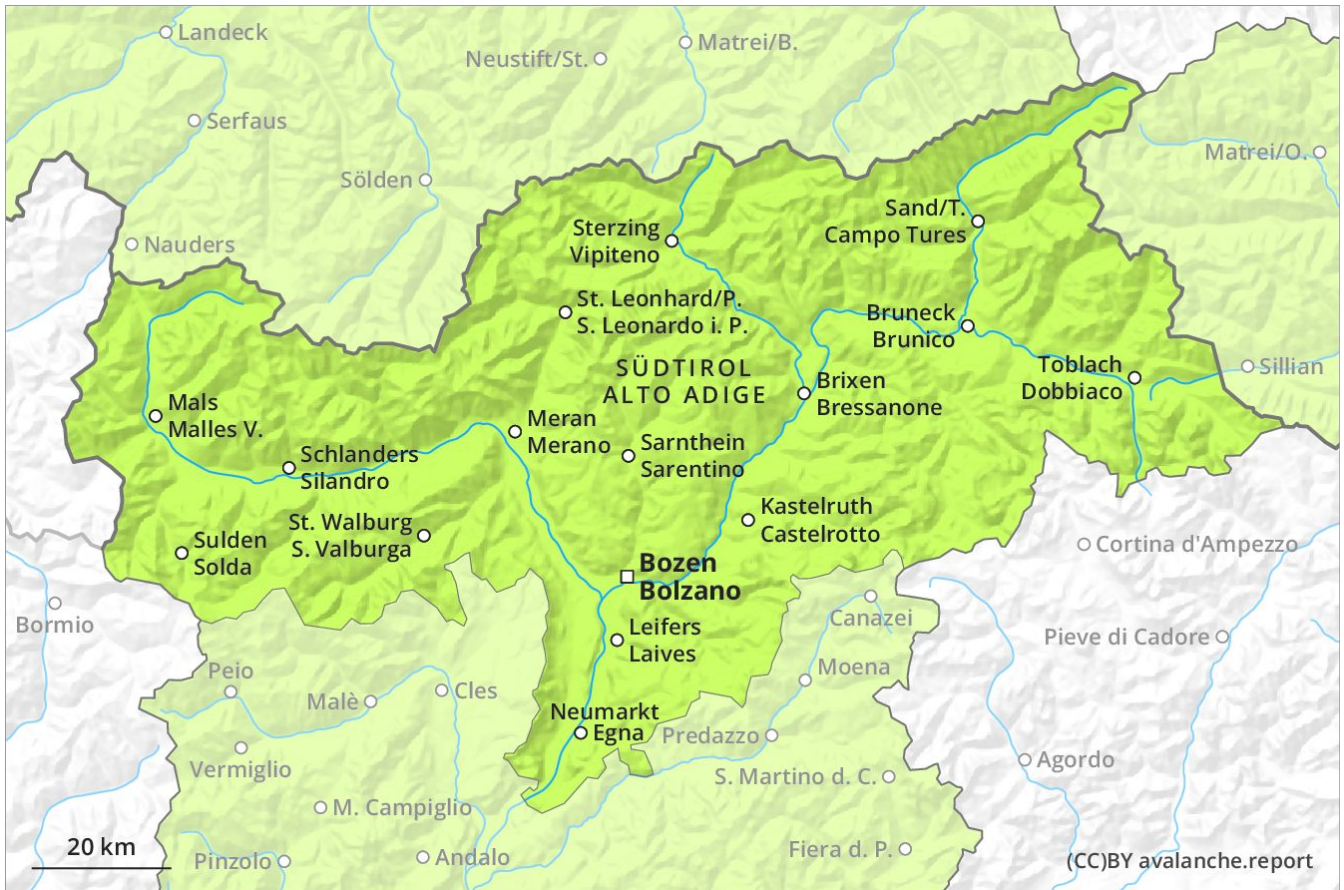 Landeck
Neustift/St.
Matrei/B.
Serfaus
Matrei/O.
Sölden
Nauders
Sand/T.
Campo Tures
Sterzing
Vipiteno
St. Leonhard/P.
S. Leonardo i. P.
Bruneck
Brunico
SÜDTIROL
ALTO ADIGE
Toblach
Dobbiaco
Sillian
Brixen
Bressanone
Mals
Malles V.
Meran
Merano
Sarnthein
Sarentino
Schlanders
Silandro
St. Walburg
S. Valburga
Kastelruth
Castelrotto
Sulden
Solda
Cortina d'Ampezzo
Bozen
Bolzano
Bormio
Canazei
Leifers
Laives
Pieve di Cadore
Peio
Moena
Malè
Cles
Neumarkt
Egna
Predazzo
Vermiglio
Agordo
S. Martino d. C.
M. Campiglio
20 km
Pinzolo
Andalo
Fiera d. P.
(CC)BY avalanche.report